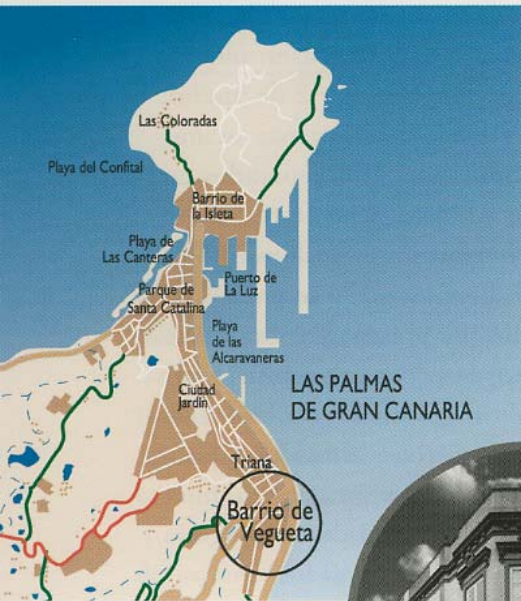 Las Coloradas
Playa del Confital
Barrio de
la Isleta
Playa de
Las Canteras
Puerto de
La Luz
Parque de
Santa Catalina
Playa
de las
Alcaravaneras
Ciudad
Jardín
LAS PALMAS
DE GRAN CANARIA
Triana
Barrio de
Vegueta